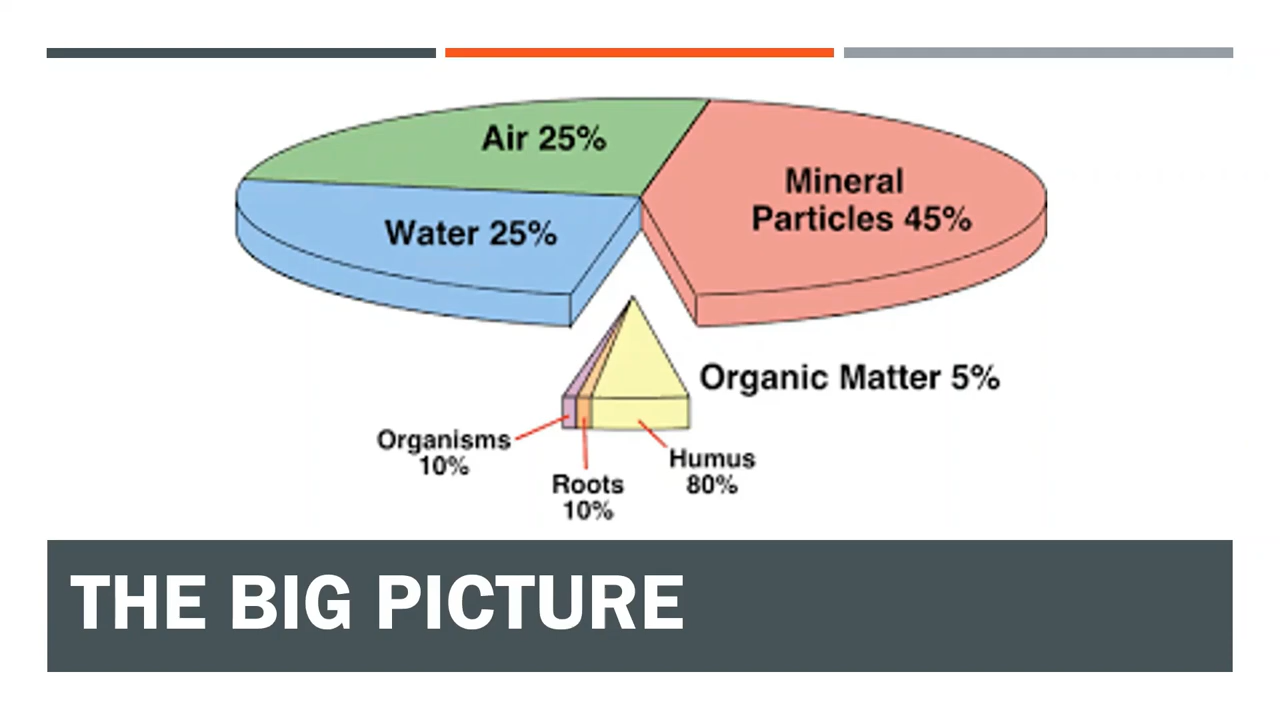 Air 25%
Mineral
Particles 45%
Water 25%
Organic Matter 5%
Organisms
10%
Roots
10%
Humus
80%
THE BIG PICTURE